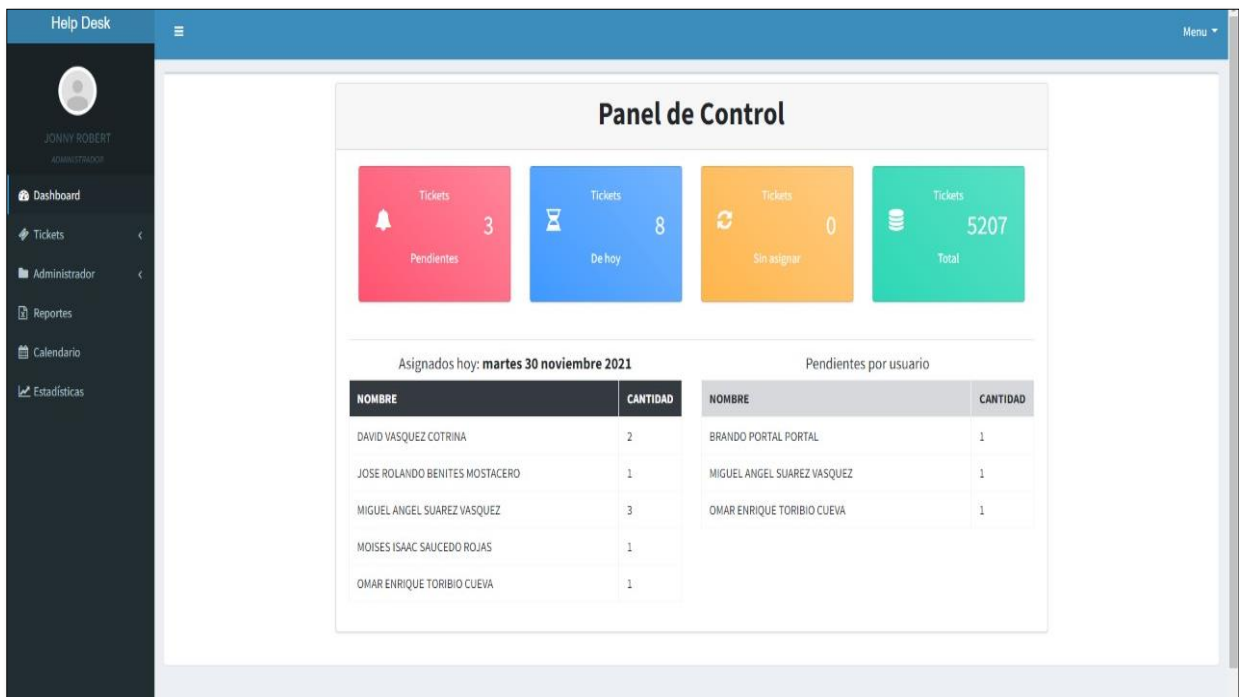 Help Desk
Menu
JONNY ROBERT
ADMINISTRADOR
Dashboard
Tickets
Administrador
Reportes
Calendario
Estadísticas
Panel de Control
Tickets
3
Pendientes
Tickets
8
De hoy
Tickets
0
Sin asignar
Tickets
5207
Total
Asignados hoy: martes 30 noviembre 2021
NOMBRE CANTIDAD
DAVID VASQUEZ COTRINA 2
JOSE ROLANDO BENITES MOSTACERO 1
MIGUEL ANGEL SUAREZ VASQUEZ 3
MOISES ISAAC SAUCEDO ROJAS 1
OMAR ENRIQUE TORIBIO CUEVA 1
Pendientes por usuario
NOMBRE CANTIDAD
BRANDO PORTAL PORTAL 1
MIGUEL ANGEL SUAREZ VASQUEZ 1
OMAR ENRIQUE TORIBIO CUEVA 1